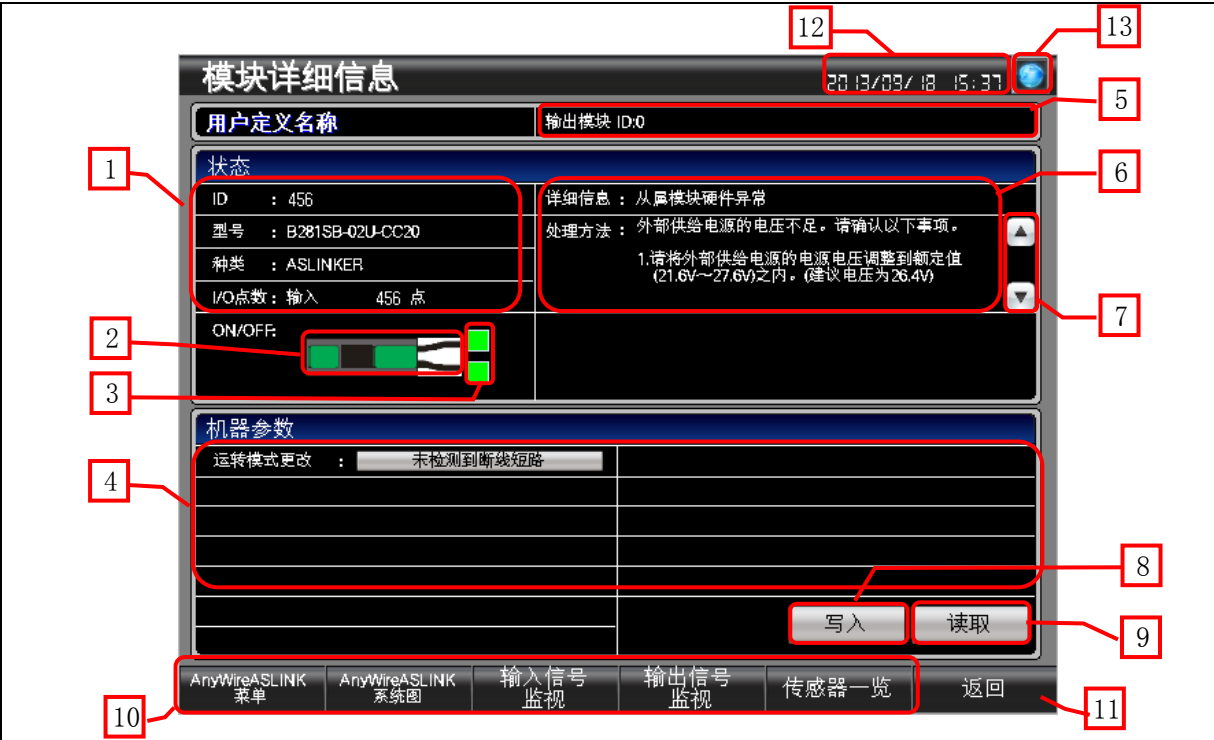 12
13
模块详细信息
2013/09/18 15:37
用户定义名称
输出模块 ID:0
5
状态
1
6
ID : 456
详细信息 : 从属模块硬件异常
型号 : B281SB-02U-CC20
处理方法 : 外部供给电源的电压不足。请确认以下事项。
种类 : ASLINKER
1.请将外部供给电源的电源电压调整到额定值
(21.6V～27.6V)之内。(建议电压为26.4V)
I/O点数 : 输入 456 点
7
ON/OFF:
2
3
机器参数
运转模式更改 : 未检测到断线短路
4
8
写入
读取
9
AnyWireASLINK
菜单
AnyWireASLINK
系统图
输入信号
监视
输出信号
监视
传感器一览
返回
10
11